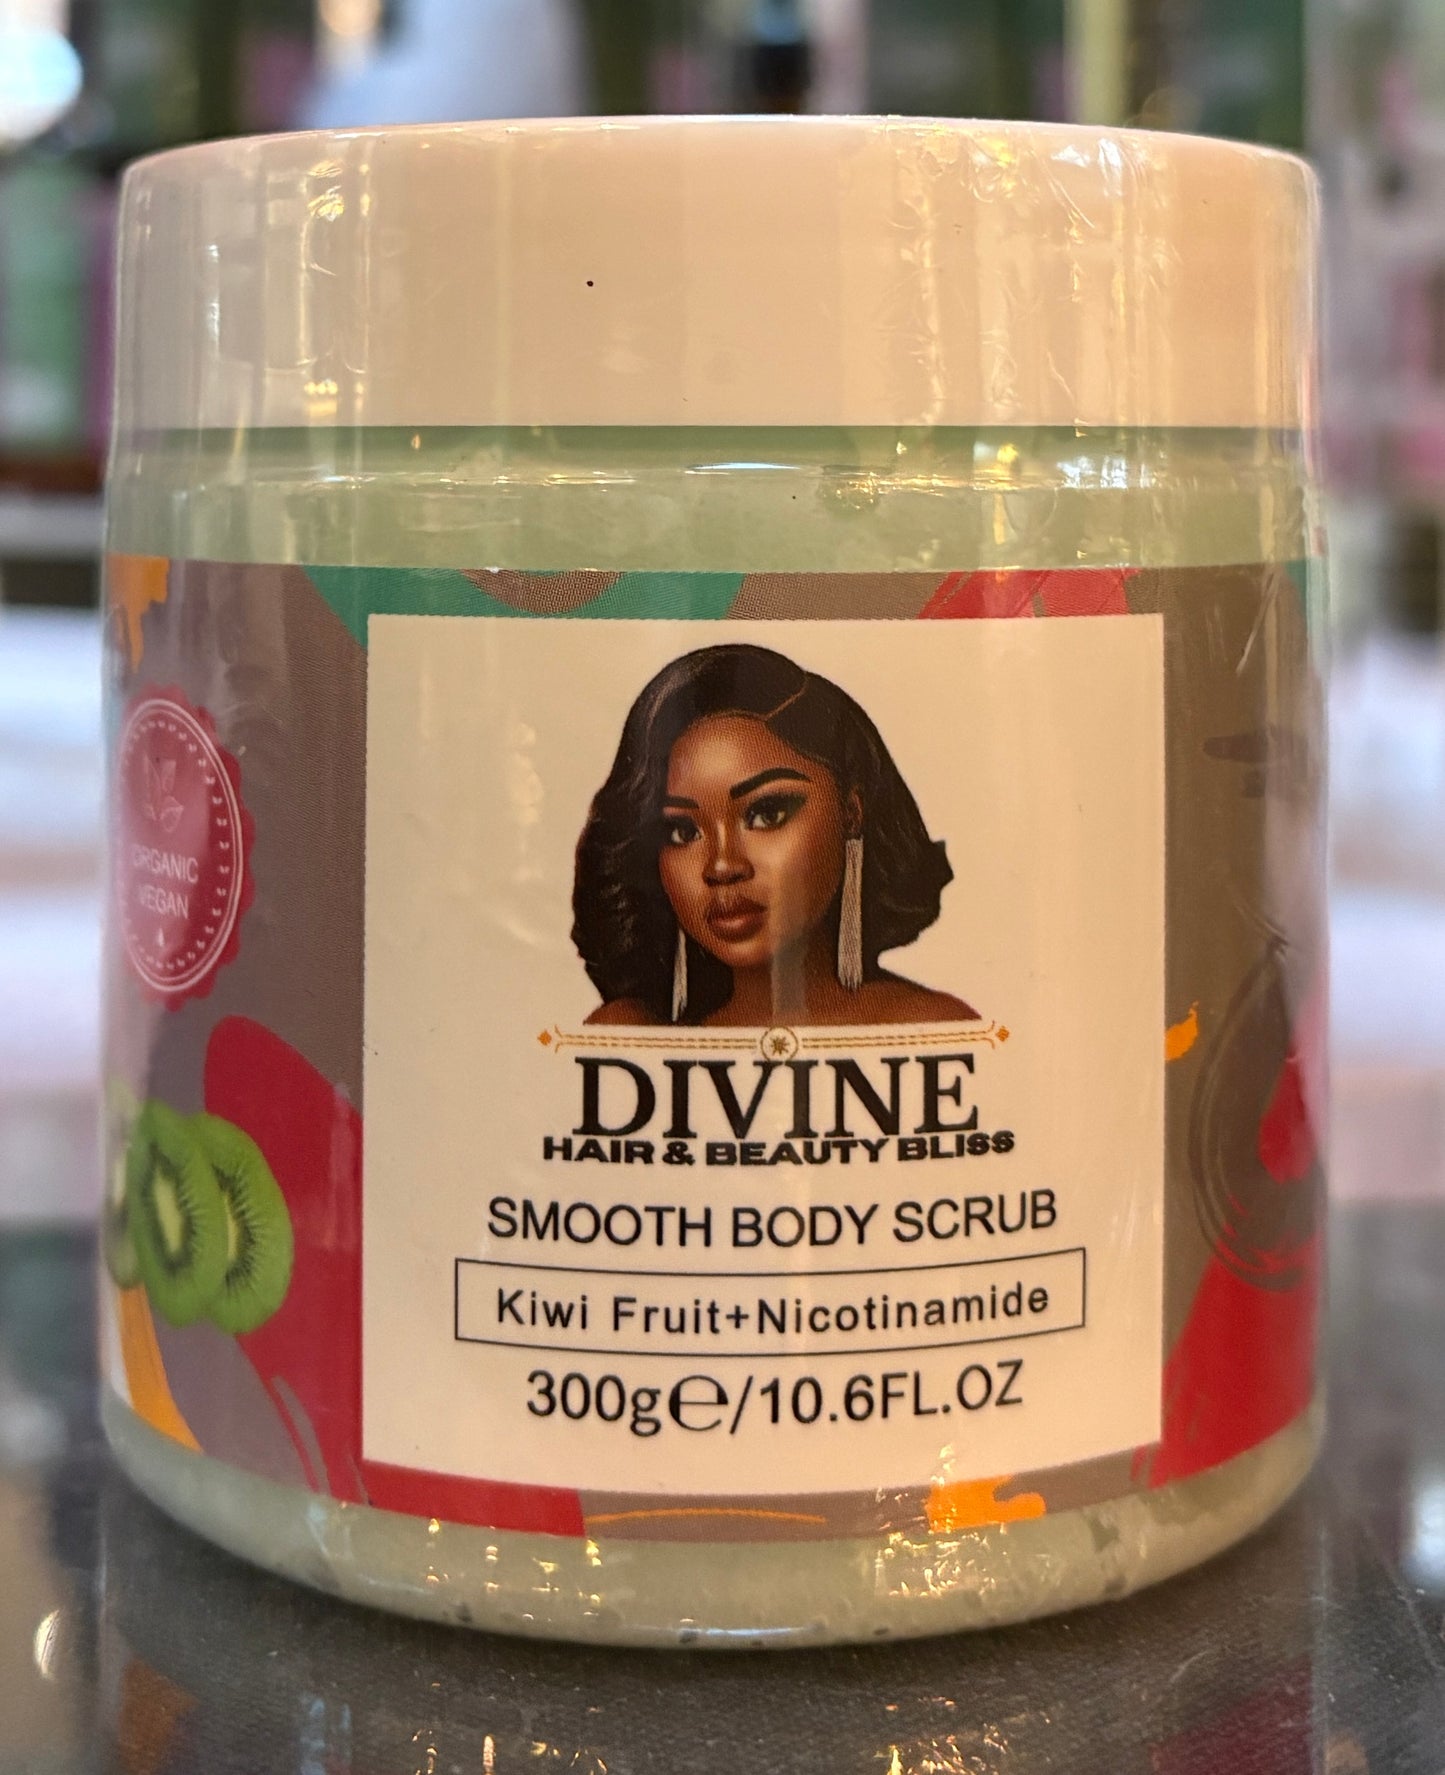 ORGANIC
VEGAN
DIVINE
HAIR & BEAUTY BLISS
SMOOTH BODY SCRUB
Kiwi Fruit+Nicotinamide
300g℮/10.6FL.OZ